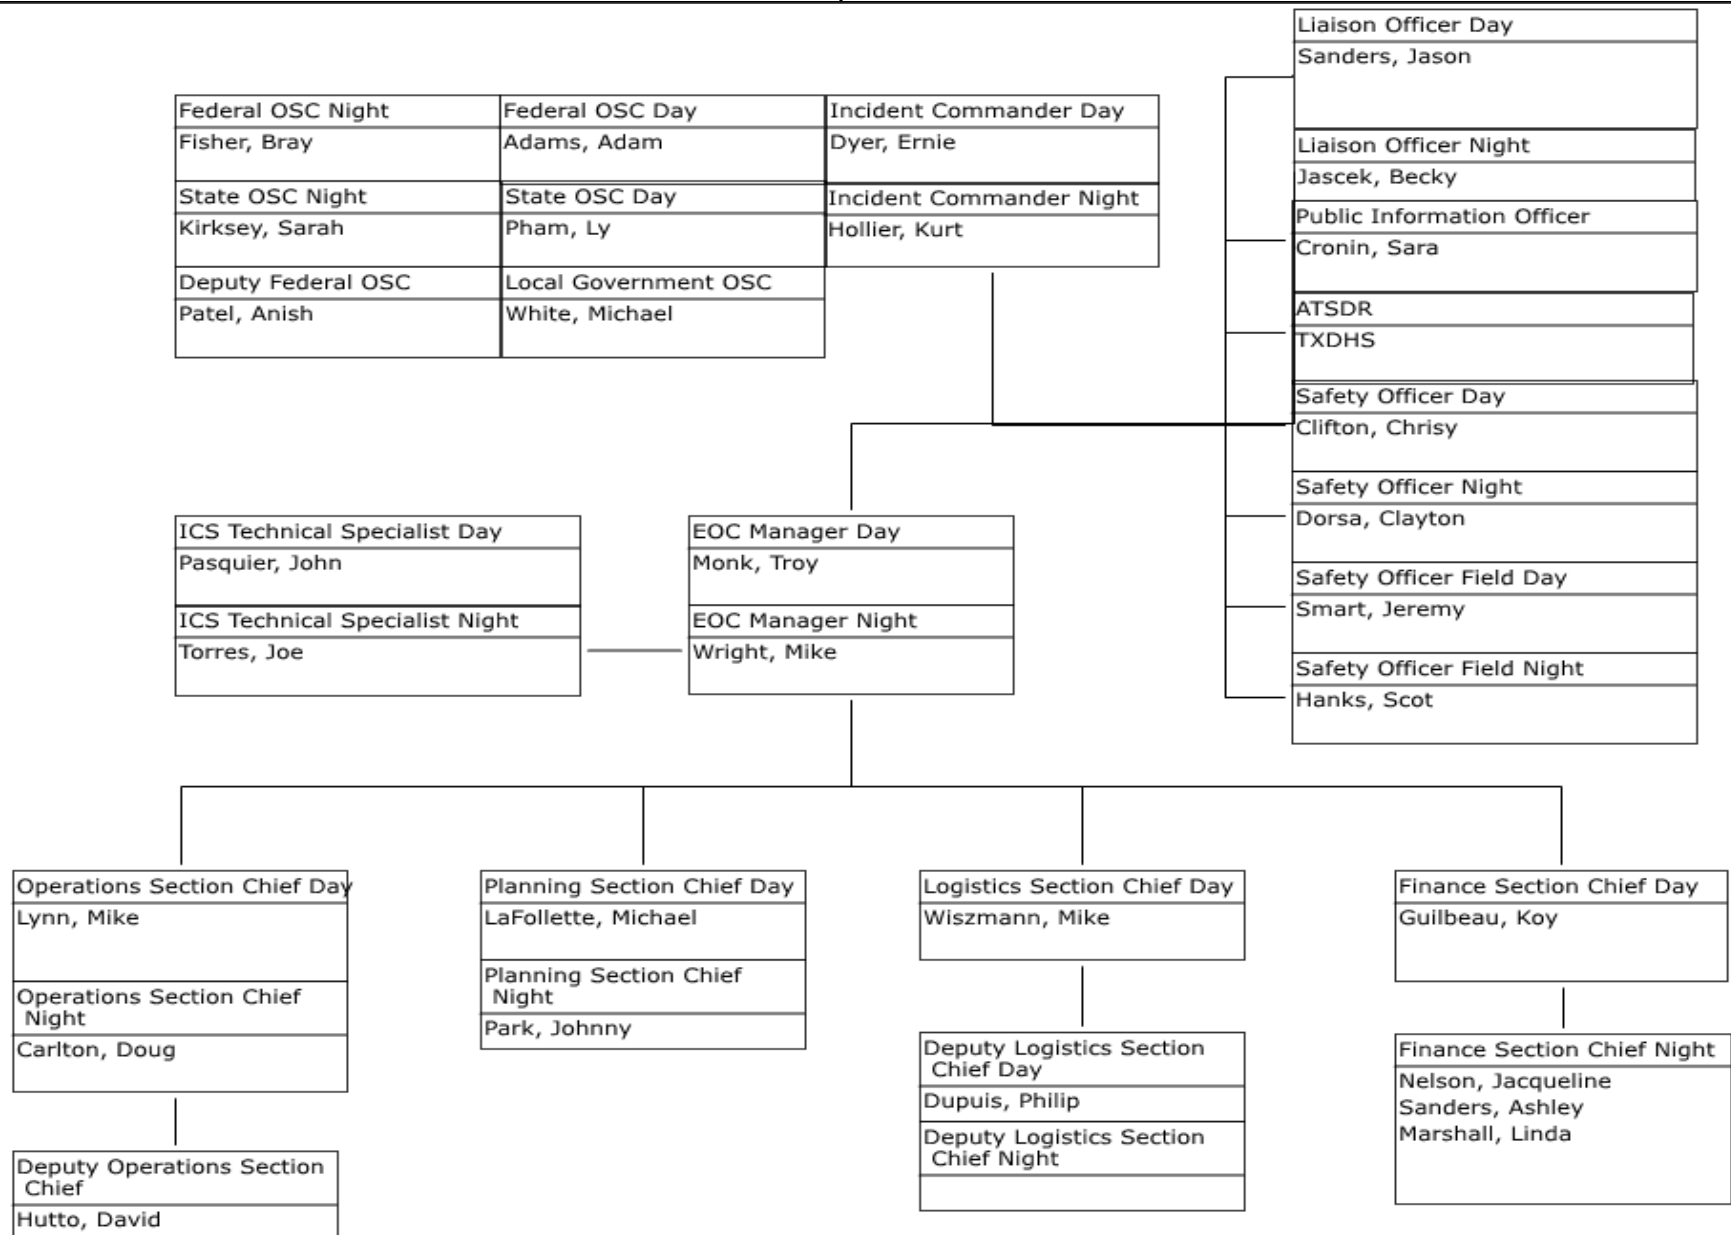 Liaison Officer Day
Sanders, Jason
Liaison Officer Night
Jascek, Becky
Public Information Officer
Cronin, Sara
ATSDR
TXDHS
Safety Officer Day
Clifton, Chrisy
Safety Officer Night
Dorsa, Clayton
Safety Officer Field Day
Smart, Jeremy
Safety Officer Field Night
Hanks, Scot
Federal OSC Night
Fisher, Bray
State OSC Night
Kirksey, Sarah
Deputy Federal OSC
Patel, Anish
Federal OSC Day
Adams, Adam
State OSC Day
Pham, Ly
Local Government OSC
White, Michael
Incident Commander Day
Dyer, Ernie
Incident Commander Night
Hollier, Kurt
ICS Technical Specialist Day
Pasquier, John
ICS Technical Specialist Night
Torres, Joe
EOC Manager Day
Monk, Troy
EOC Manager Night
Wright, Mike
Operations Section Chief Day
Lynn, Mike
Operations Section Chief
Night
Carlton, Doug
Deputy Operations Section
Chief
Hutto, David
Planning Section Chief Day
LaFollette, Michael
Planning Section Chief
Night
Park, Johnny
Logistics Section Chief Day
Wiszmann, Mike
Deputy Logistics Section
Chief Day
Dupuis, Philip
Deputy Logistics Section
Chief Night
Finance Section Chief Day
Guilbeau, Koy
Finance Section Chief Night
Nelson, Jacqueline
Sanders, Ashley
Marshall, Linda